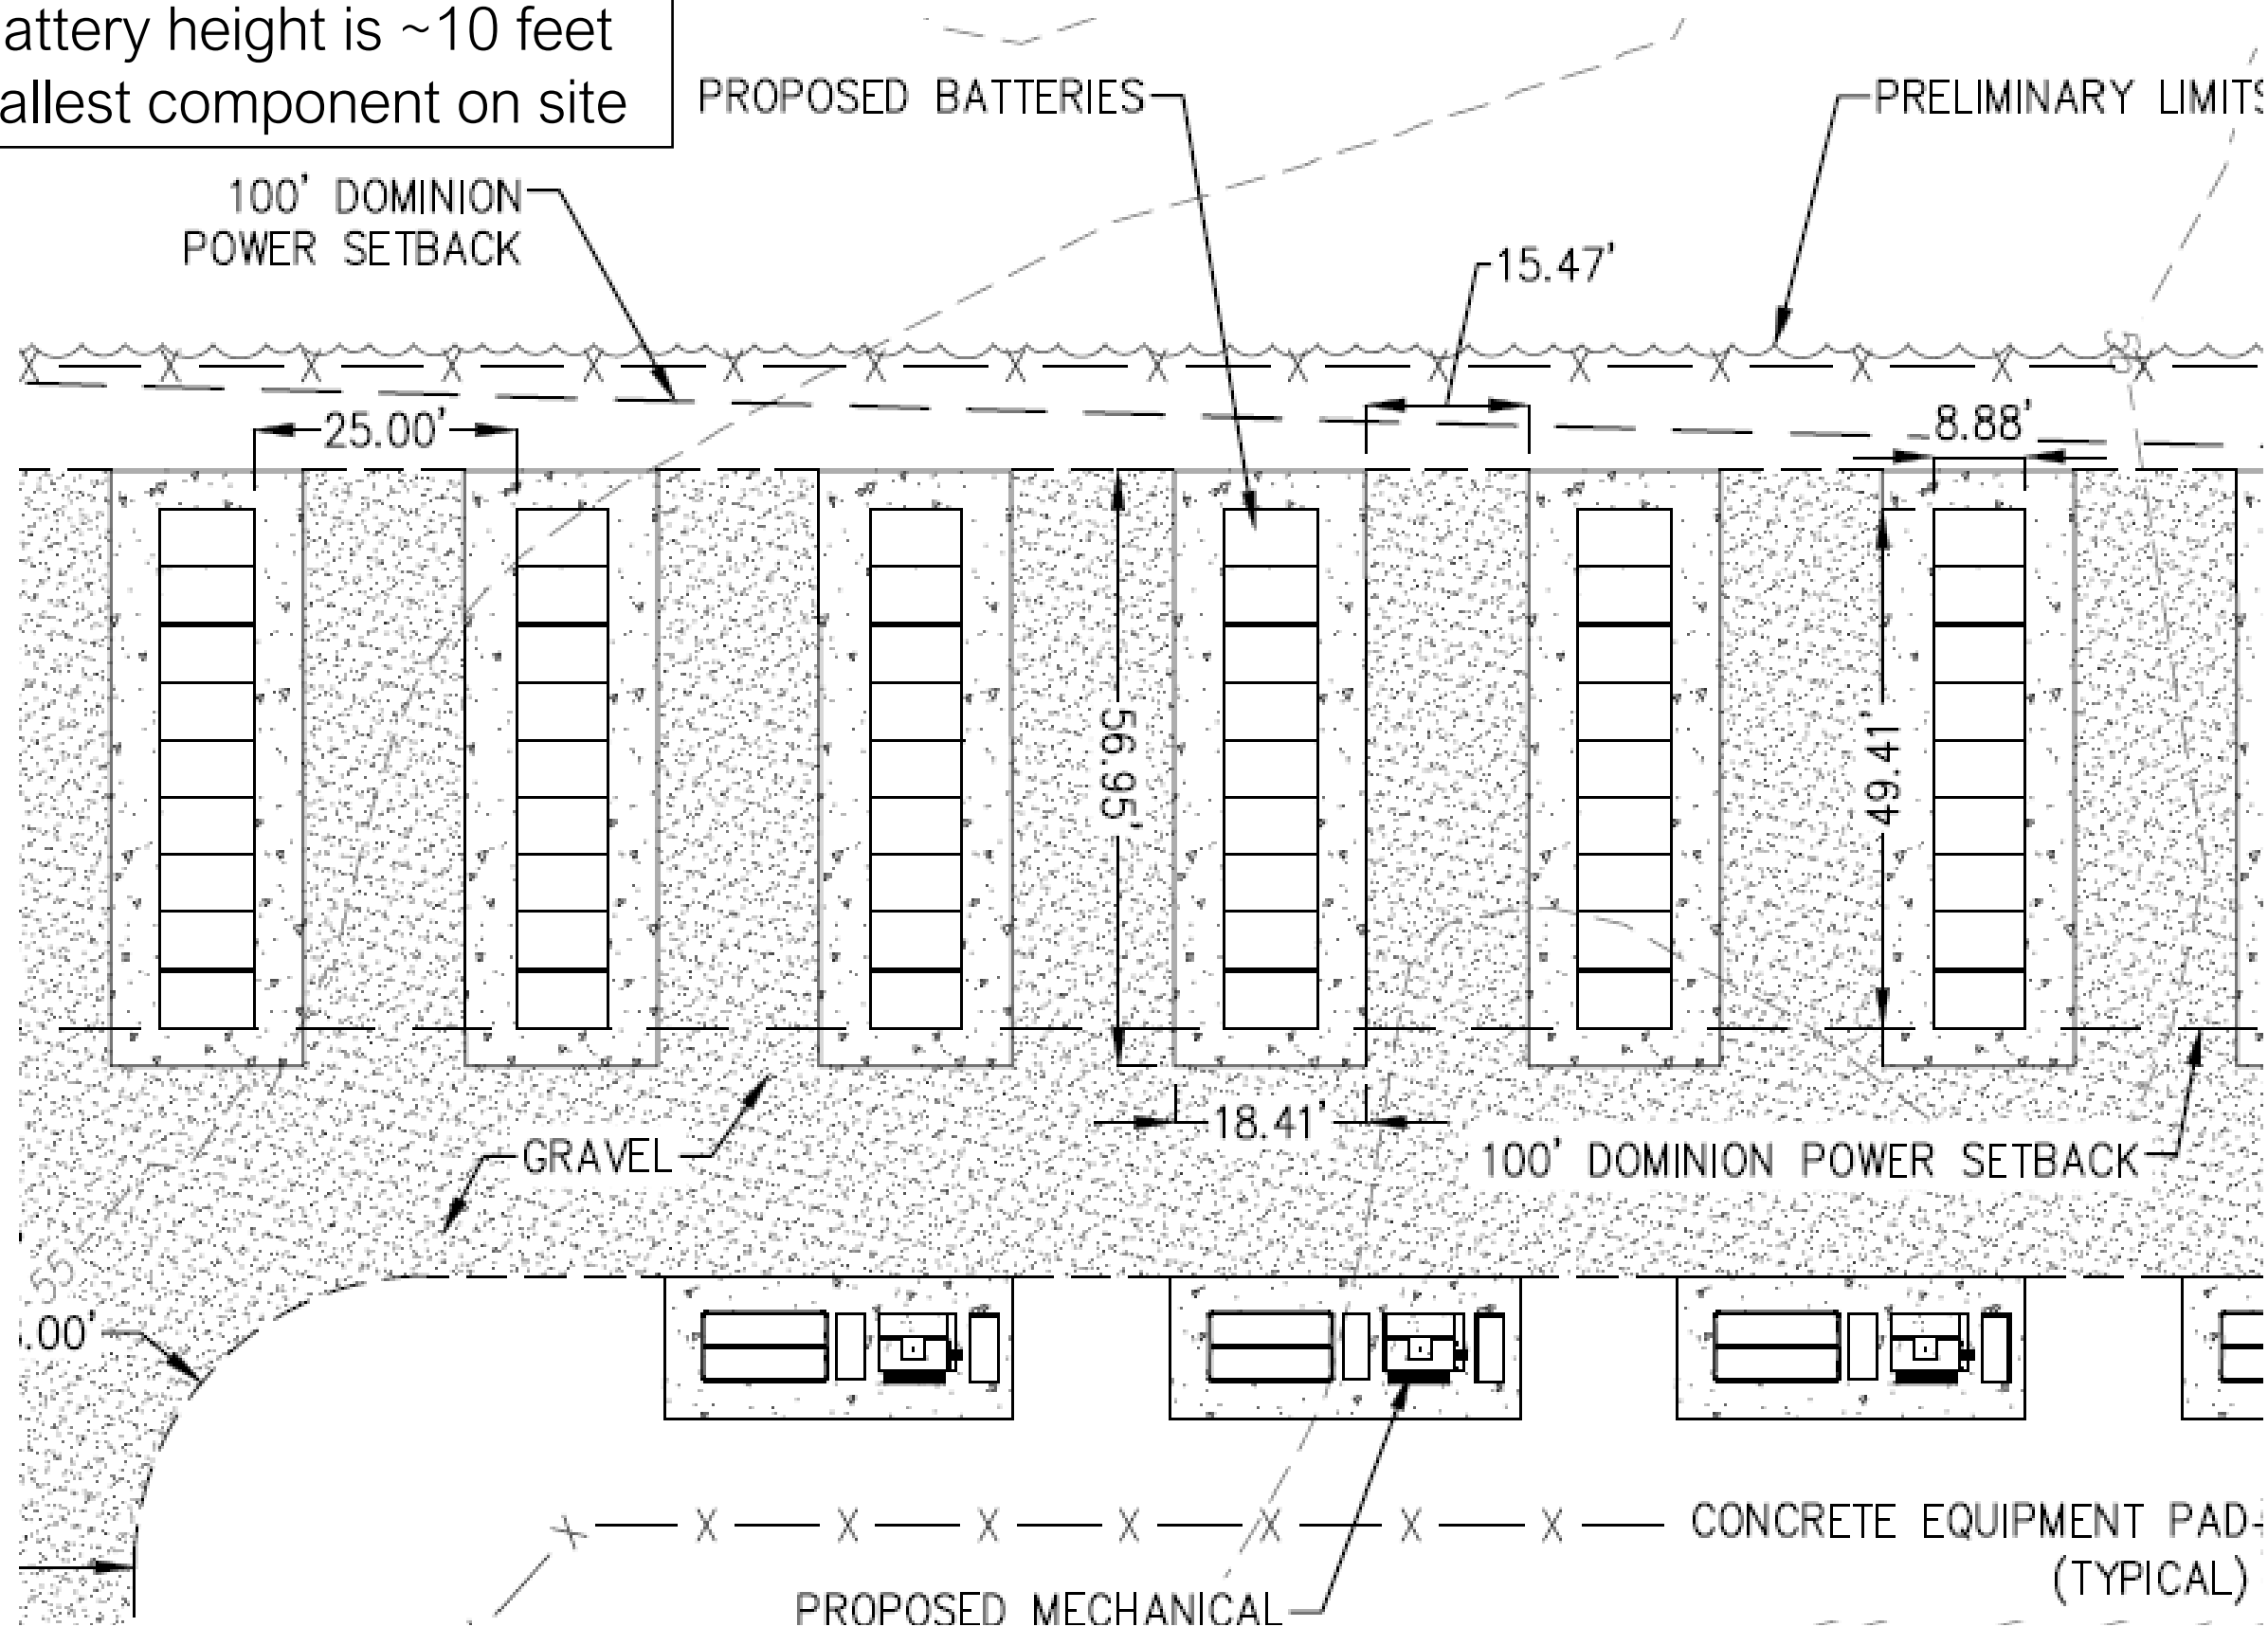 attery height is ~10 feet
allest component on site
PROPOSED BATTERIES
PRELIMINARY LIMITS
100' DOMINION
POWER SETBACK
15.47'
25.00'
8.88'
56.95'
49.41'
18.41'
GRAVEL
100' DOMINION POWER SETBACK
55
.00'
CONCRETE EQUIPMENT PAD
(TYPICAL)
PROPOSED MECHANICAL